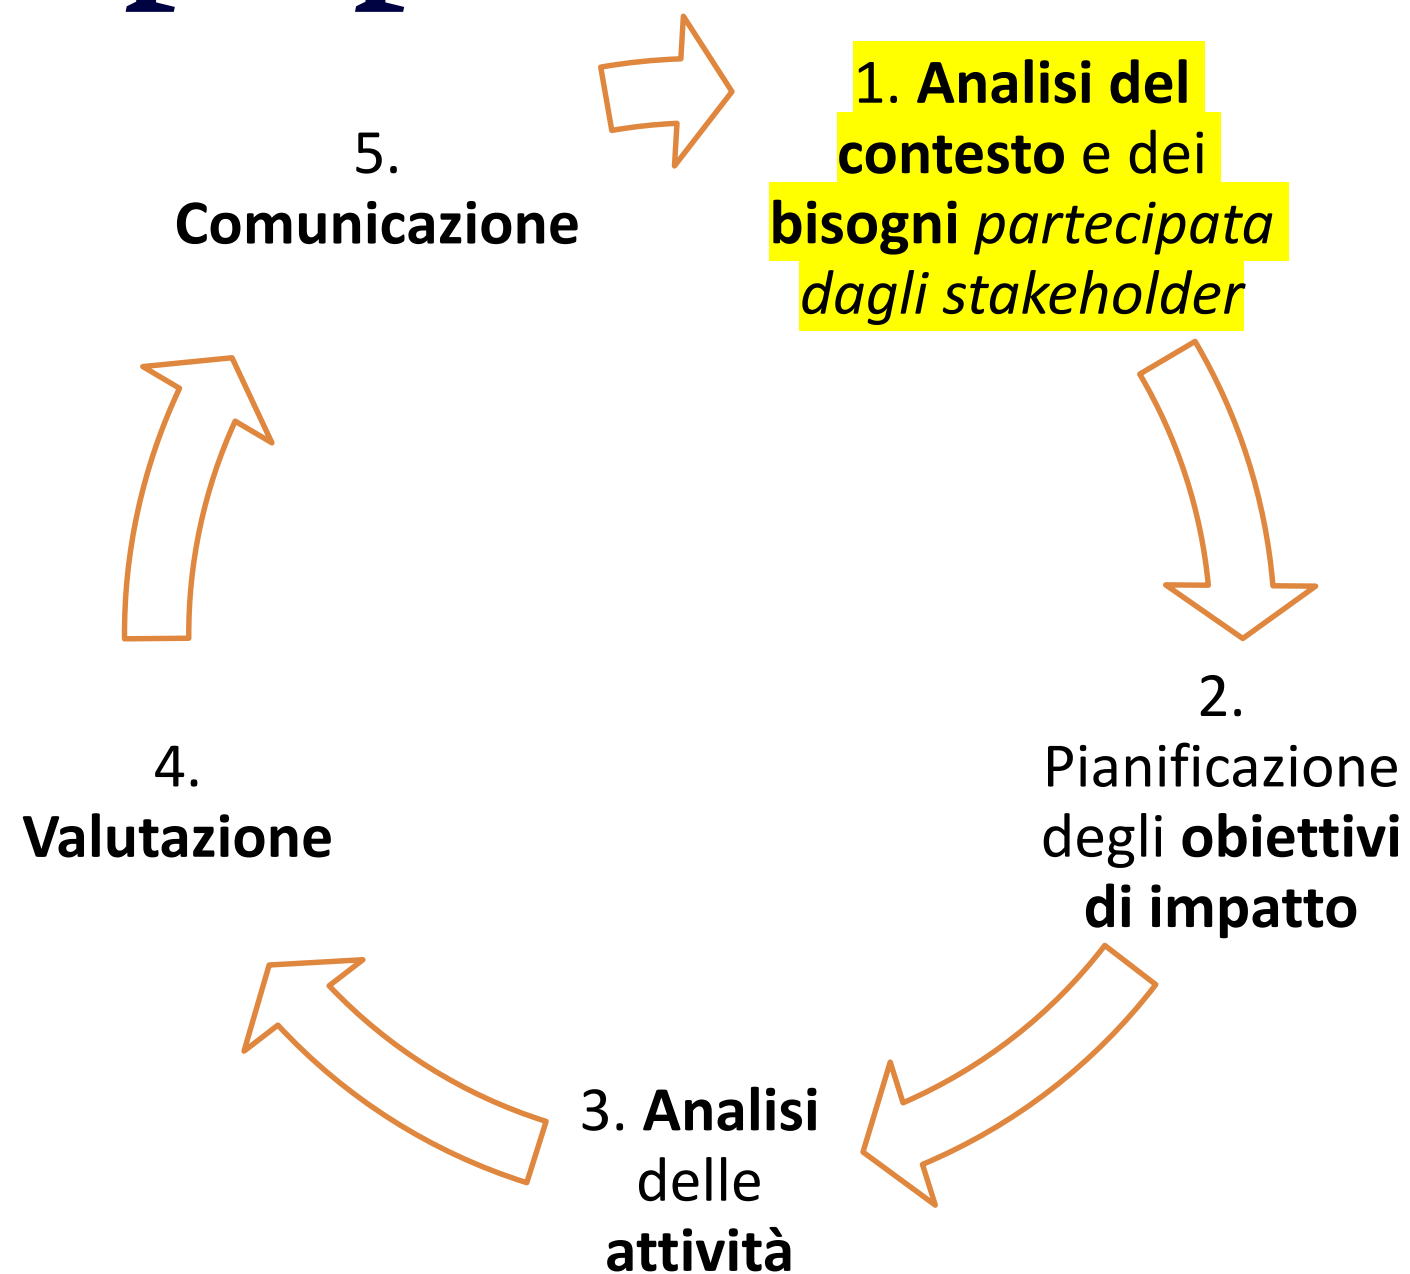 1. Analisi del
contesto e dei
bisogni partecipata
dagli stakeholder
2.
Pianificazione
degli obiettivi
di impatto
3. Analisi
delle
attività
4.
Valutazione
5.
Comunicazione